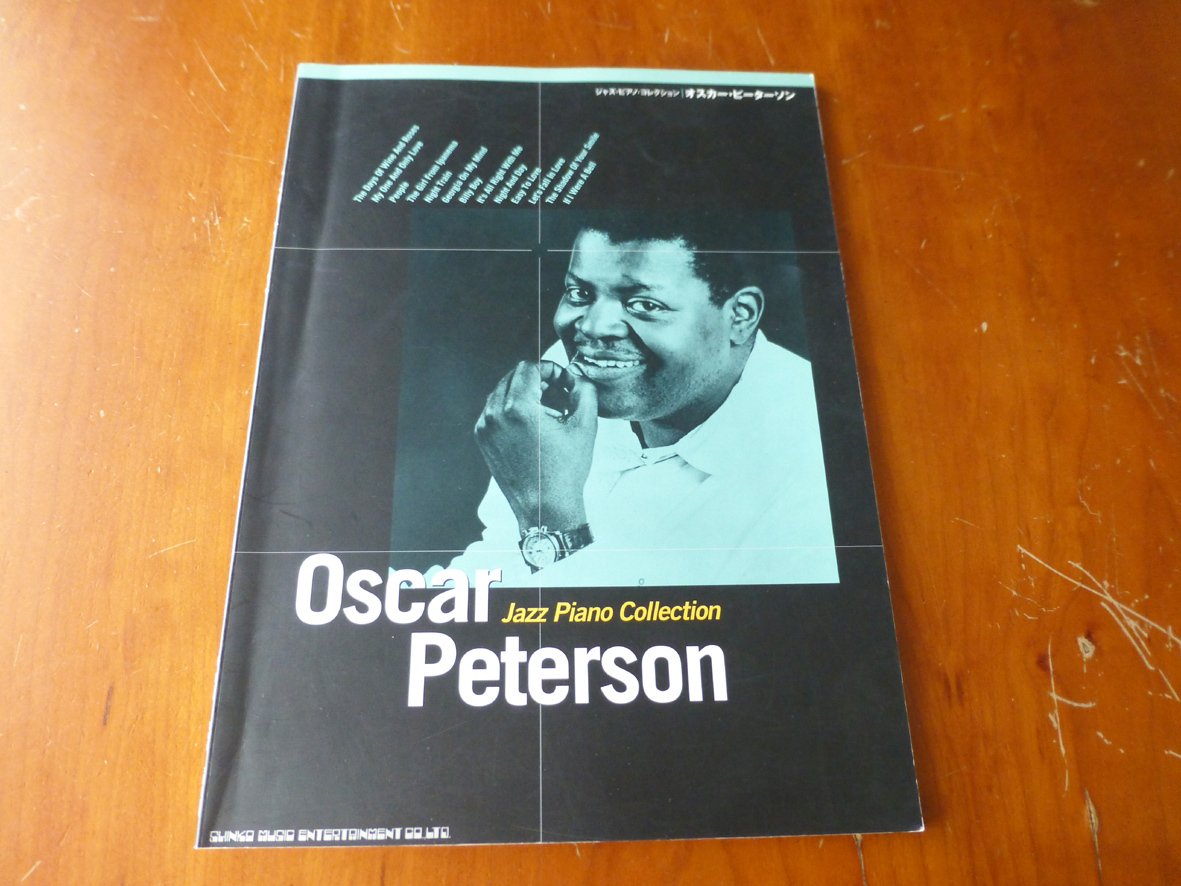 ジャズ・ピアノ・コレクション | オスカー・ピーターソン
The Days Of Wine And Roses
My One And Only Love
People
The Girl From Ipanema
Night Train
Georgia On My Mind
Billy Boy
It's All Right With Me
Night And Day
Easy To Love
Let's Fall In Love
The Shadow Of Your Smile
If I Were A Bell
Oscar
Jazz Piano Collection
Peterson
SHINKO MUSIC ENTERTAINMENT CO.,LTD.